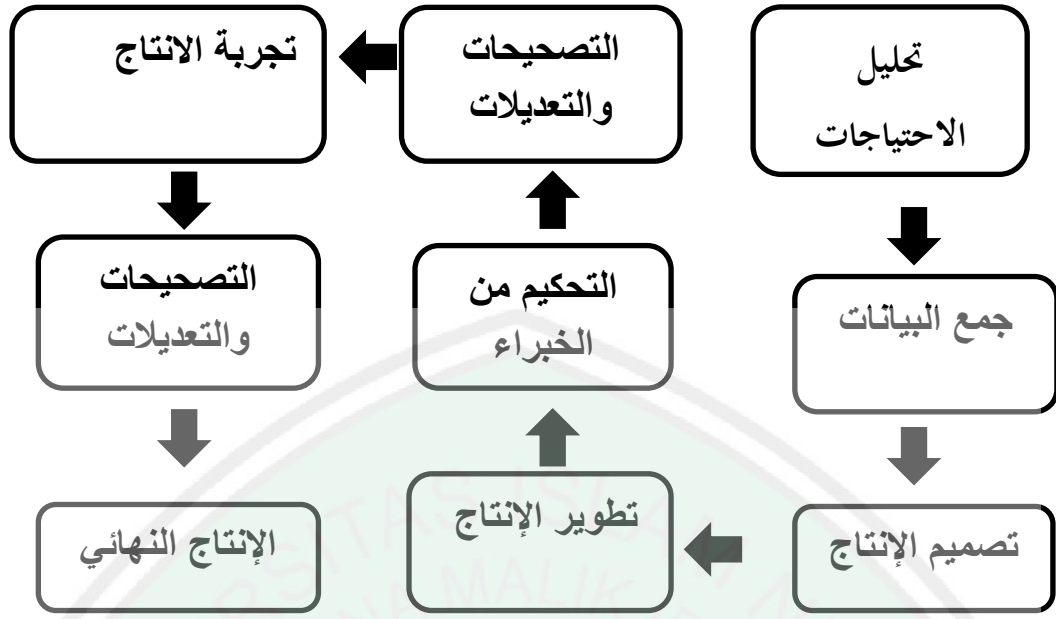 تحليل
الاحتياجات
جمع البيانات
تصميم الإنتاج
تطوير الإنتاج
التحكيم من
الخبراء
التصحيحات
والتعديلات
تجربة الانتاج
التصحيحات
والتعديلات
الإنتاج النهائي